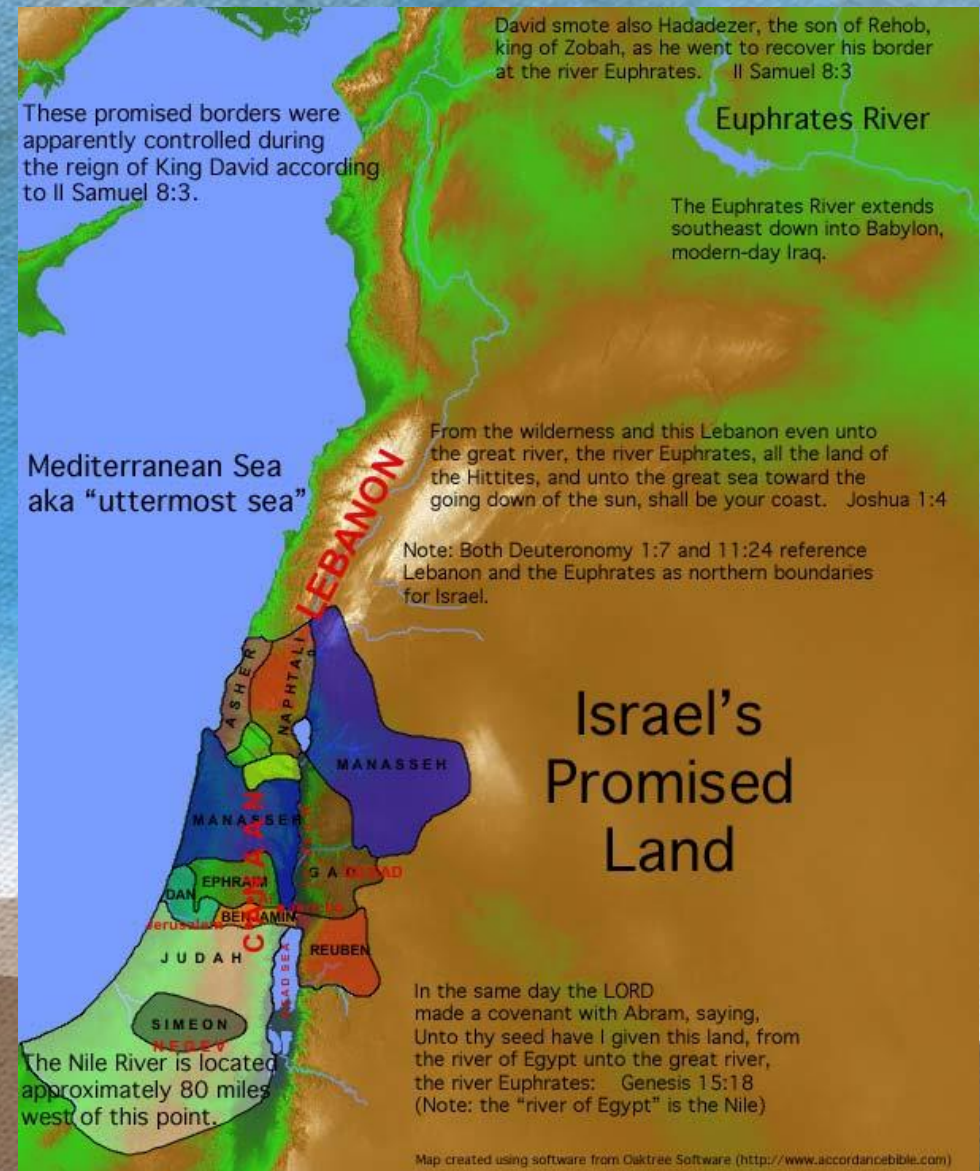 David smote also Hadadezer, the son of Rehob,
king of Zobah, as he went to recover his border
at the river Euphrates.    II Samuel 8:3
These promised borders were
apparently controlled during
the reign of King David according
to II Samuel 8:3.
Euphrates River
The Euphrates River extends
southeast down into Babylon,
modern-day Iraq.
From the wilderness and this Lebanon even unto
the great river, the river Euphrates, all the land of
the Hittites, and unto the great sea toward the
going down of the sun, shall be your coast.   Joshua 1:4
Mediterranean Sea
aka “uttermost sea”
LEBANON
Note: Both Deuteronomy 1:7 and 11:24 reference
Lebanon and the Euphrates as northern boundaries
for Israel.
ASHER
NAPHTALI
Israel’s
Promised
Land
MANASSEH
MANASSEH
CANAAN
GAD
EPHRAIM
DAN
BENJAMIN
Jerusalem
JUDAH
DEAD SEA
REUBEN
SIMEON
NEGEV
The Nile River is located
approximately 80 miles
west of this point.
In the same day the LORD
made a covenant with Abram, saying,
Unto thy seed have I given this land, from
the river of Egypt unto the great river,
the river Euphrates:    Genesis 15:18
(Note: the “river of Egypt” is the Nile)
Map created using software from Oaktree Software (http://www.accordancebible.com)